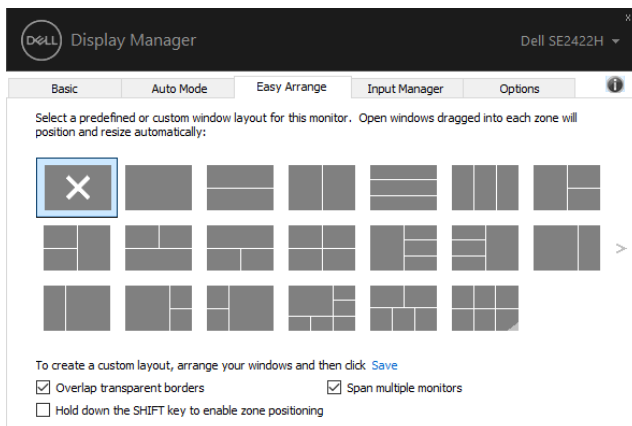 DELL Display Manager
Dell SE2422H
Basic Auto Mode Easy Arrange Input Manager Options
Select a predefined or custom window layout for this monitor. Open windows dragged into each zone will
position and resize automatically:
To create a custom layout, arrange your windows and then click Save
Overlap transparent borders Span multiple monitors
Hold down the SHIFT key to enable zone positioning